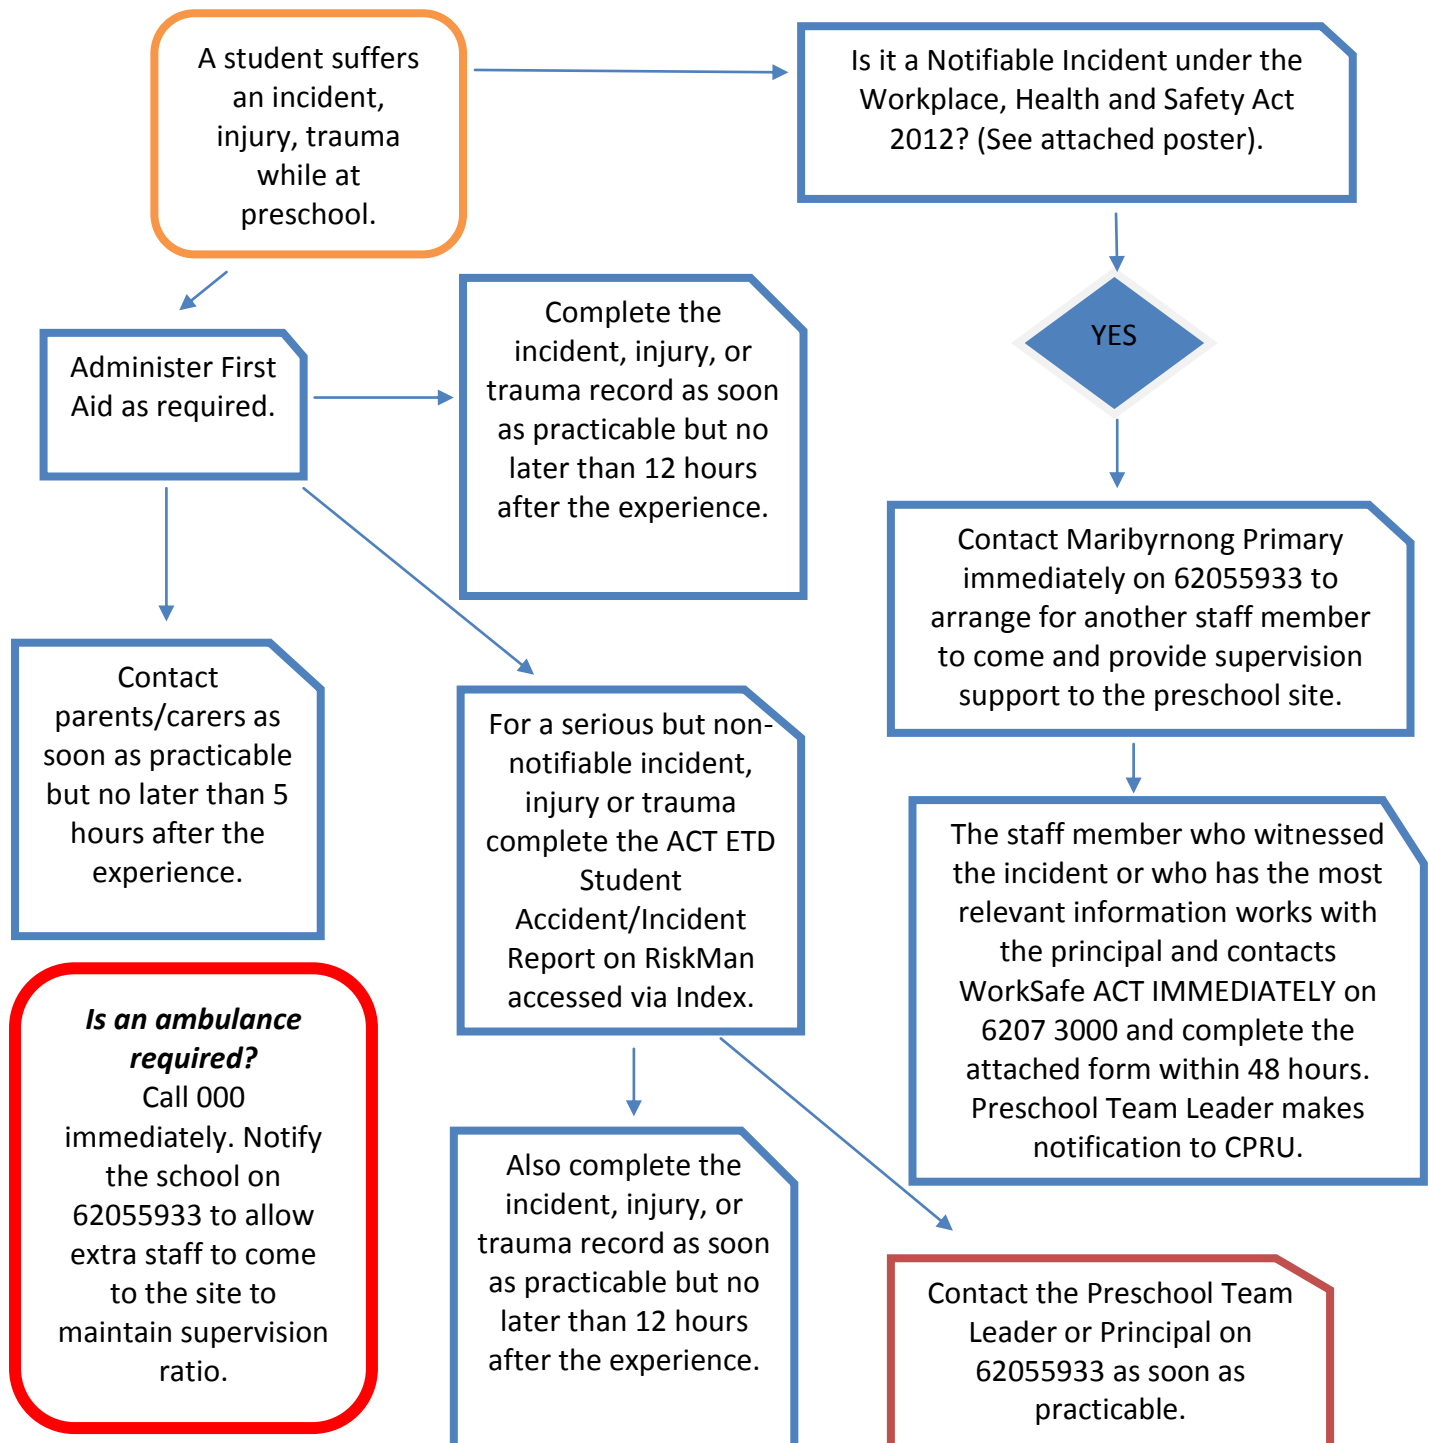 A student suffers
an incident,
injury, trauma
while at
preschool.
Is it a Notifiable Incident under the
Workplace, Health and Safety Act
2012? (See attached poster).
YES
Administer First
Aid as required.
Complete the
incident, injury, or
trauma record as soon
as practicable but no
later than 12 hours
after the experience.
Contact Maribyrnong Primary
immediately on 62055933 to
arrange for another staff member
to come and provide supervision
support to the preschool site.
Contact
parents/carers as
soon as practicable
but no later than 5
hours after the
experience.
For a serious but non-
notifiable incident,
injury or trauma
complete the ACT ETD
Student
Accident/Incident
Report on RiskMan
accessed via Index.
The staff member who witnessed
the incident or who has the most
relevant information works with
the principal and contacts
WorkSafe ACT IMMEDIATELY on
6207 3000 and complete the
attached form within 48 hours.
Preschool Team Leader makes
notification to CPRU.
Is an ambulance
required?
Call 000
immediately. Notify
the school on
62055933 to allow
extra staff to come
to the site to
maintain supervision
ratio.
Also complete the
incident, injury, or
trauma record as soon
as practicable but no
later than 12 hours
after the experience.
Contact the Preschool Team
Leader or Principal on
62055933 as soon as
practicable.